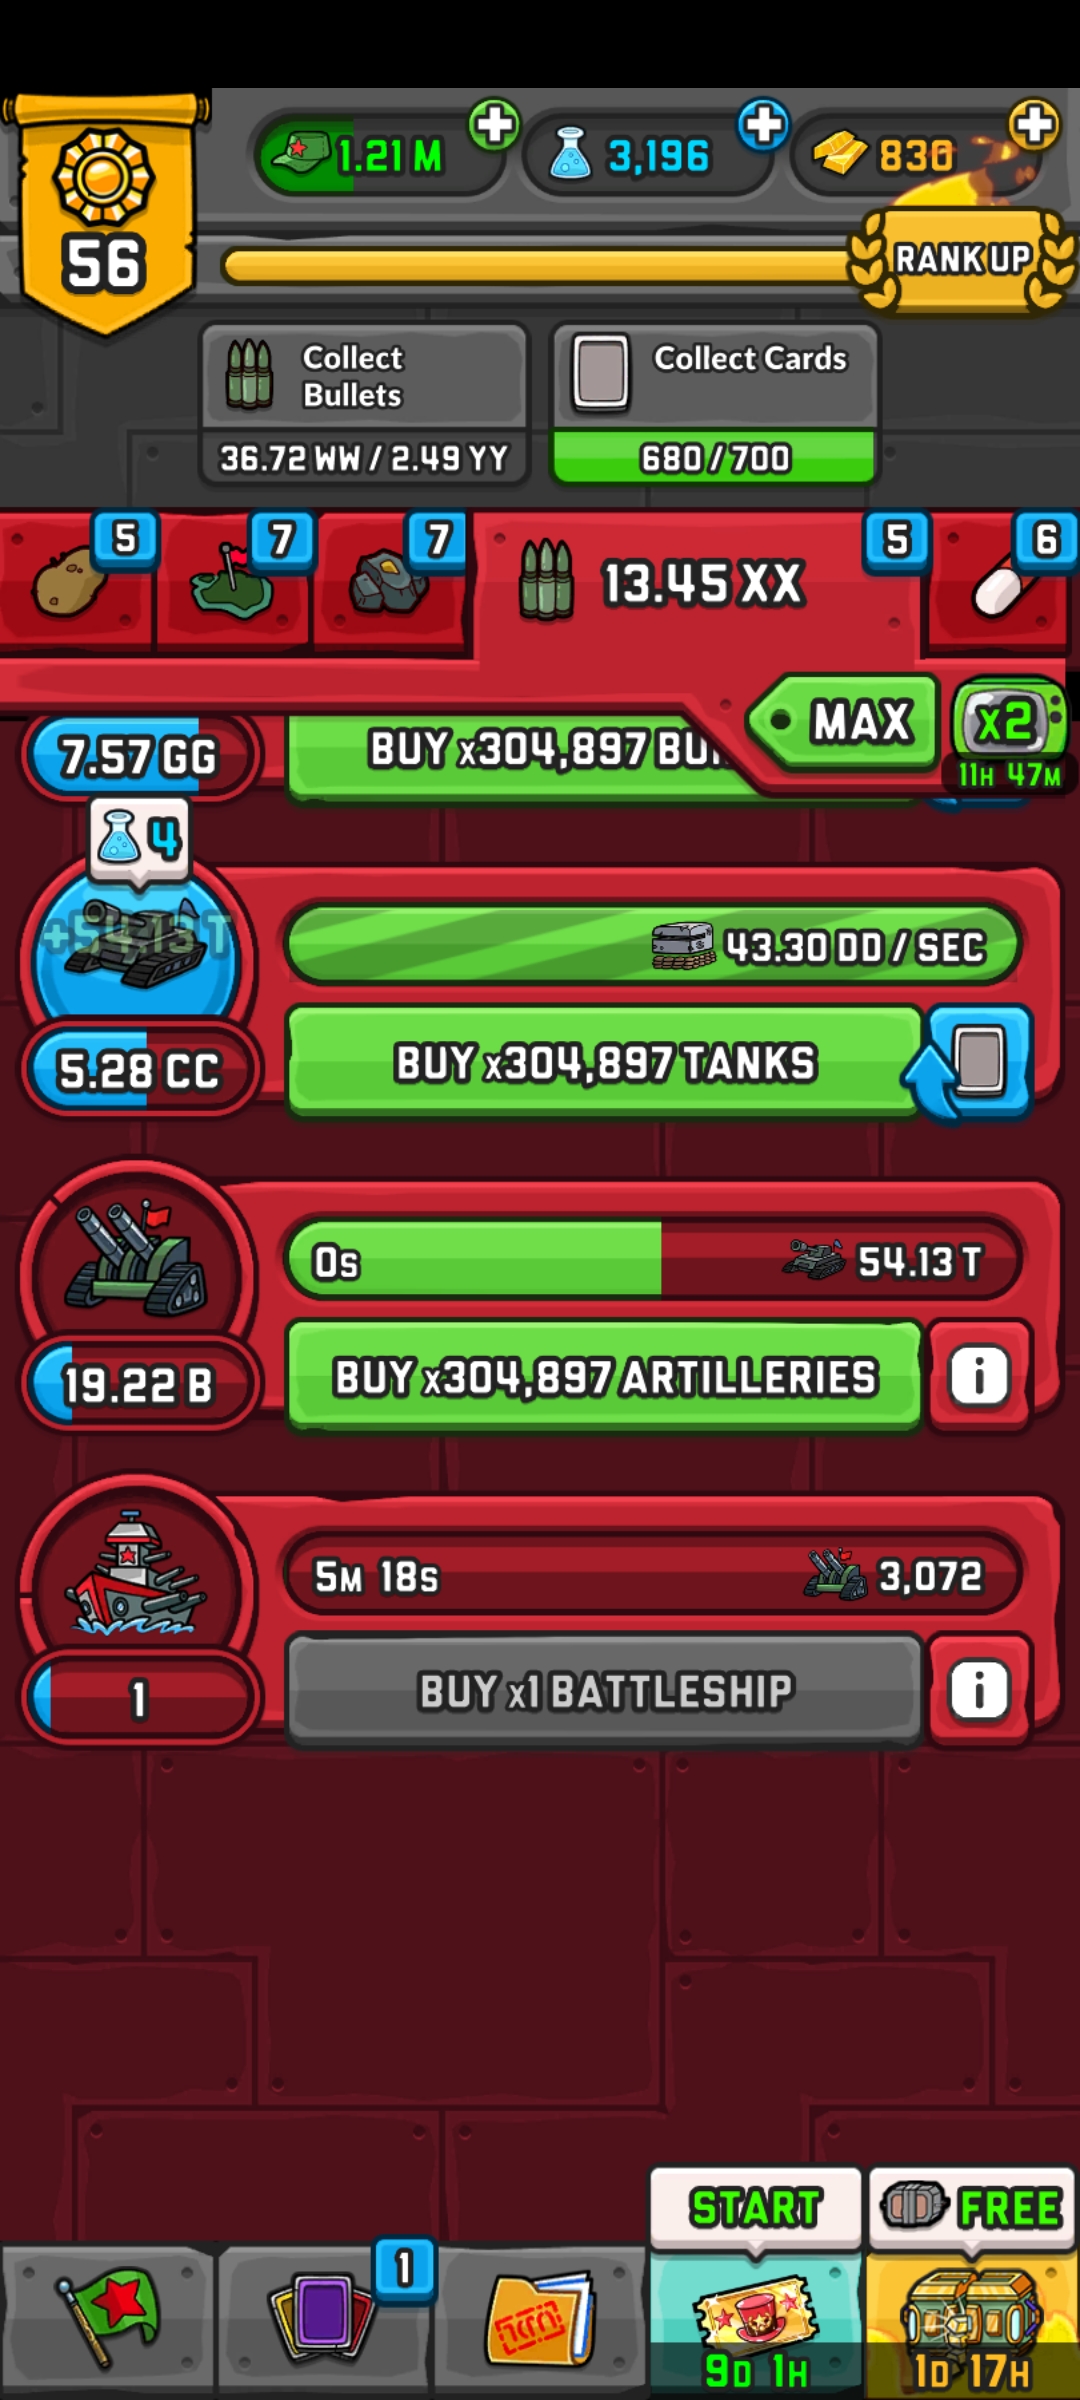 1.21 M
3,196
830
56
RANK UP
Collect
Bullets
Collect Cards
36.72 WW / 2.49 YY
680 / 700
5
7
7
13.45 XX
5
6
MAX
x2
11H 47M
7.57 GG
BUY x304,897
4
+54.13 T
43.30 DD / SEC
5.28 CC
BUY x304,897 TANKS
0s
54.13 T
19.22 B
BUY x304,897 ARTILLERIES
i
5M 18s
3,072
1
BUY x1 BATTLESHIP
i
START
FREE
1
9D 1H
1D 17H